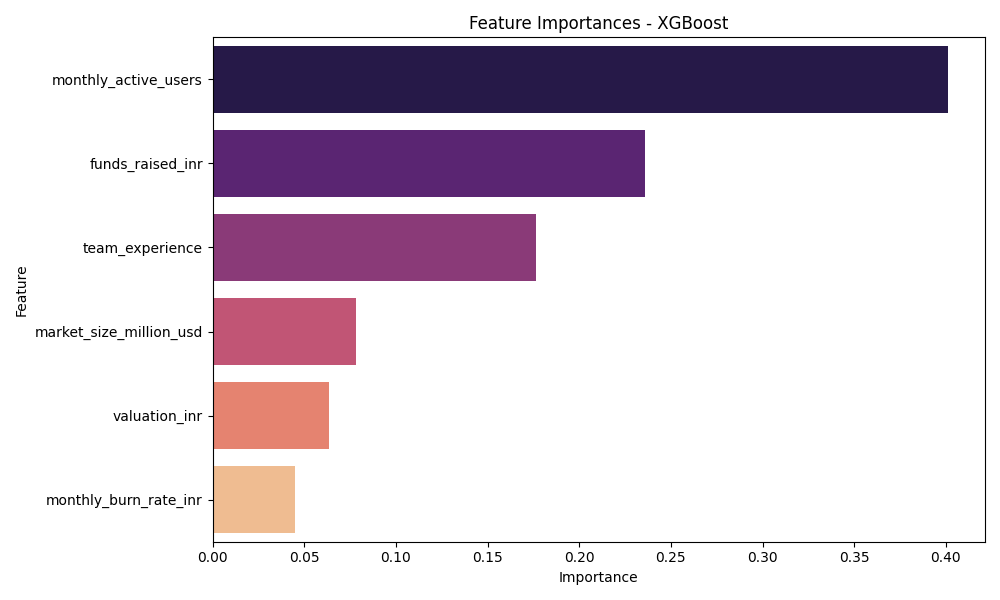 Feature Importances - XGBoost
monthly_active_users
funds_raised_inr
team_experience
market_size_million_usd
valuation_inr
monthly_burn_rate_inr
Feature
0.00 0.05 0.10 0.15 0.20 0.25 0.30 0.35 0.40
Importance